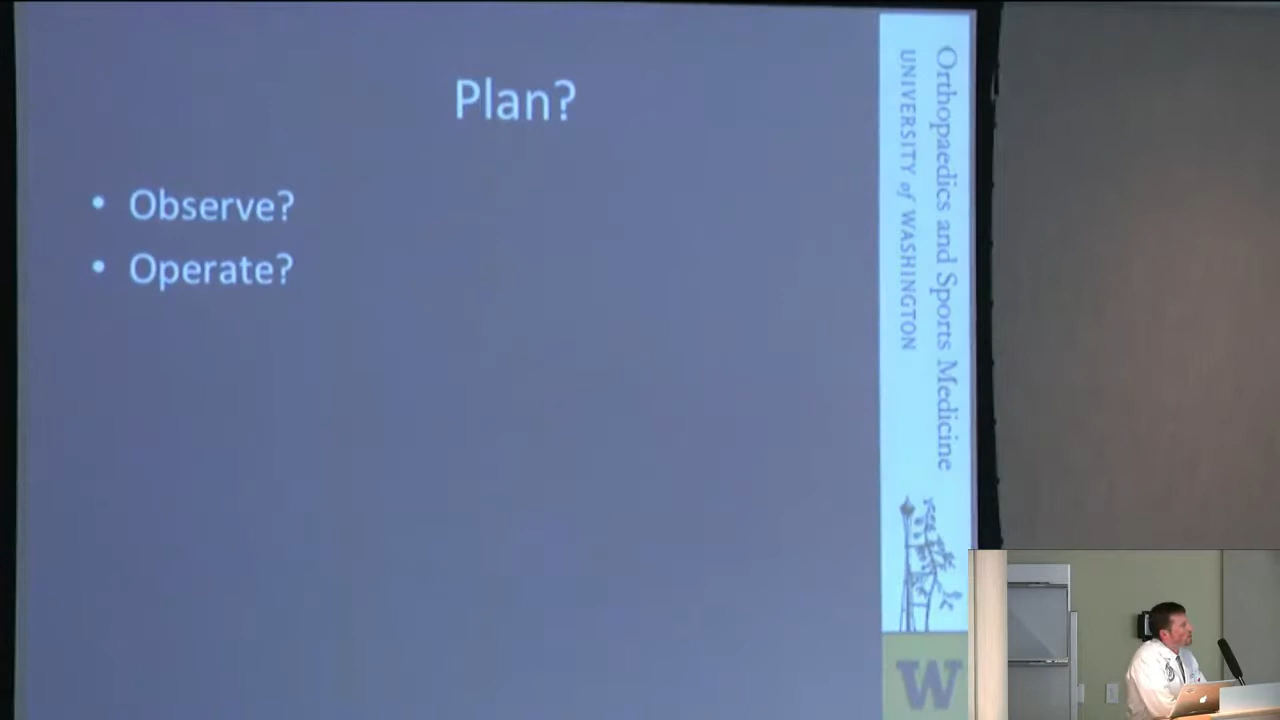 Plan?
• Observe?
• Operate?
Orthopaedics and Sports Medicine
UNIVERSITY of WASHINGTON
W